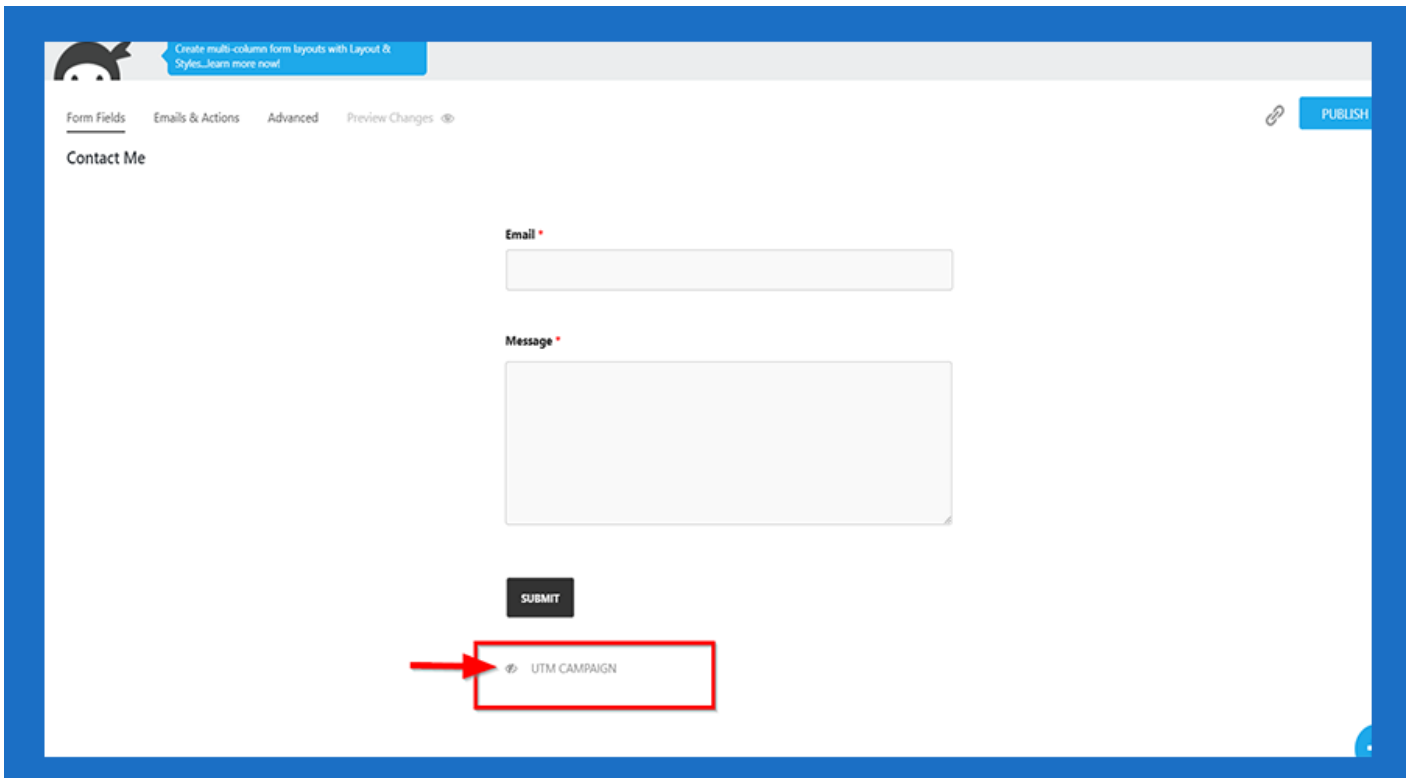 Create multi-column form layouts with Layout &
Styles...learn more now!
Form Fields Emails & Actions Advanced Preview Changes
PUBLISH
Contact Me
Email *
Message *
SUBMIT
UTM CAMPAIGN